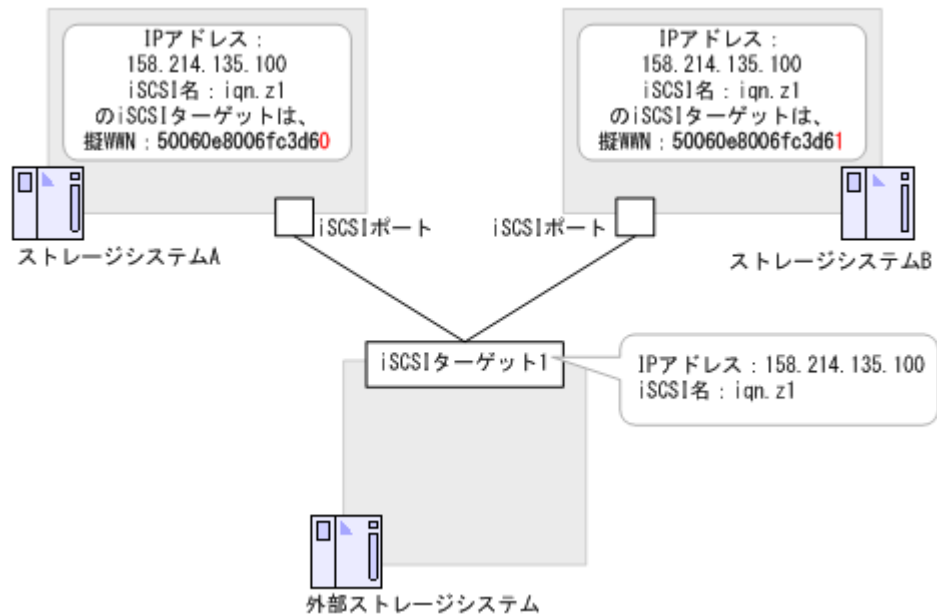 IPアドレス：
158.214.135.100
iSCSI名：iqn.z1
のiSCSIターゲットは、
擬WWN：50060e8006fc3d60
IPアドレス：
158.214.135.100
iSCSI名：iqn.z1
のiSCSIターゲットは、
擬WWN：50060e8006fc3d61
iSCSIポート
iSCSIポート
ストレージシステムA
ストレージシステムB
iSCSIターゲット1
IPアドレス：158.214.135.100
iSCSI名：iqn.z1
外部ストレージシステム